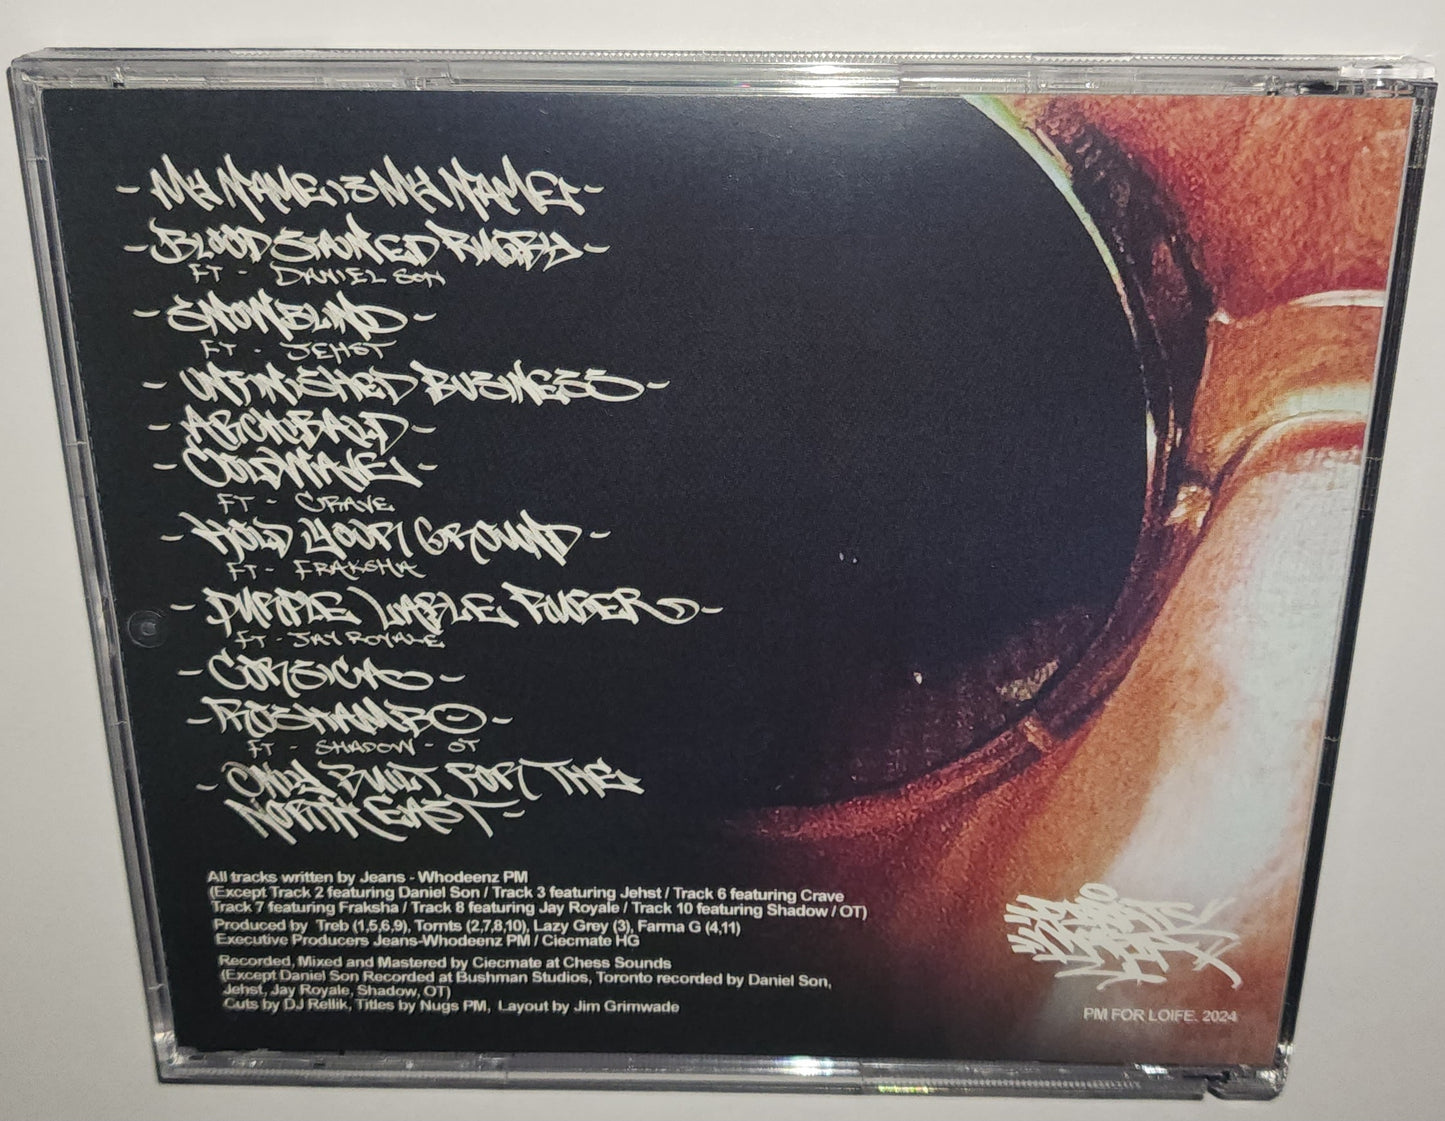 - MY NAME IS MY NAME -
- BLOOD STAINED RUGBY -
FT - DANIEL SON
- SNOWBLIND -
FT - JEHST
- UNFINISHED BUSINESS -
- ARCHIBALD -
- COLDWAVE -
FT - CRAVE
- HOLD YOUR GROUND -
FT - FRAKSHA
- PURPLE LABLE RUGER -
FT - JAY ROYALE
- CORSICA -
- ROSHAMBO -
FT - SHADOW - OT
- ONLY BUILT FOR THE
NORTH EAST -
All tracks written by Jeans - Whodeenz PM
(Except Track 2 featuring Daniel Son / Track 3 featuring Jehst / Track 6 featuring Crave
Track 7 featuring Fraksha / Track 8 featuring Jay Royale / Track 10 featuring Shadow / OT)
Produced by Treb (1,5,6,9), Tornts (2,7,8,10), Lazy Grey (3), Farma G (4,11)
Executive Producers Jeans-Whodeenz PM / Ciecmate HG
Recorded, Mixed and Mastered by Ciecmate at Chess Sounds
(Except Daniel Son Recorded at Bushman Studios, Toronto recorded by Daniel Son,
Jehst, Jay Royale, Shadow, OT)
Cuts by DJ Rellik, Titles by Nugs PM, Layout by Jim Grimwade
PM FOR LOIFE. 2024